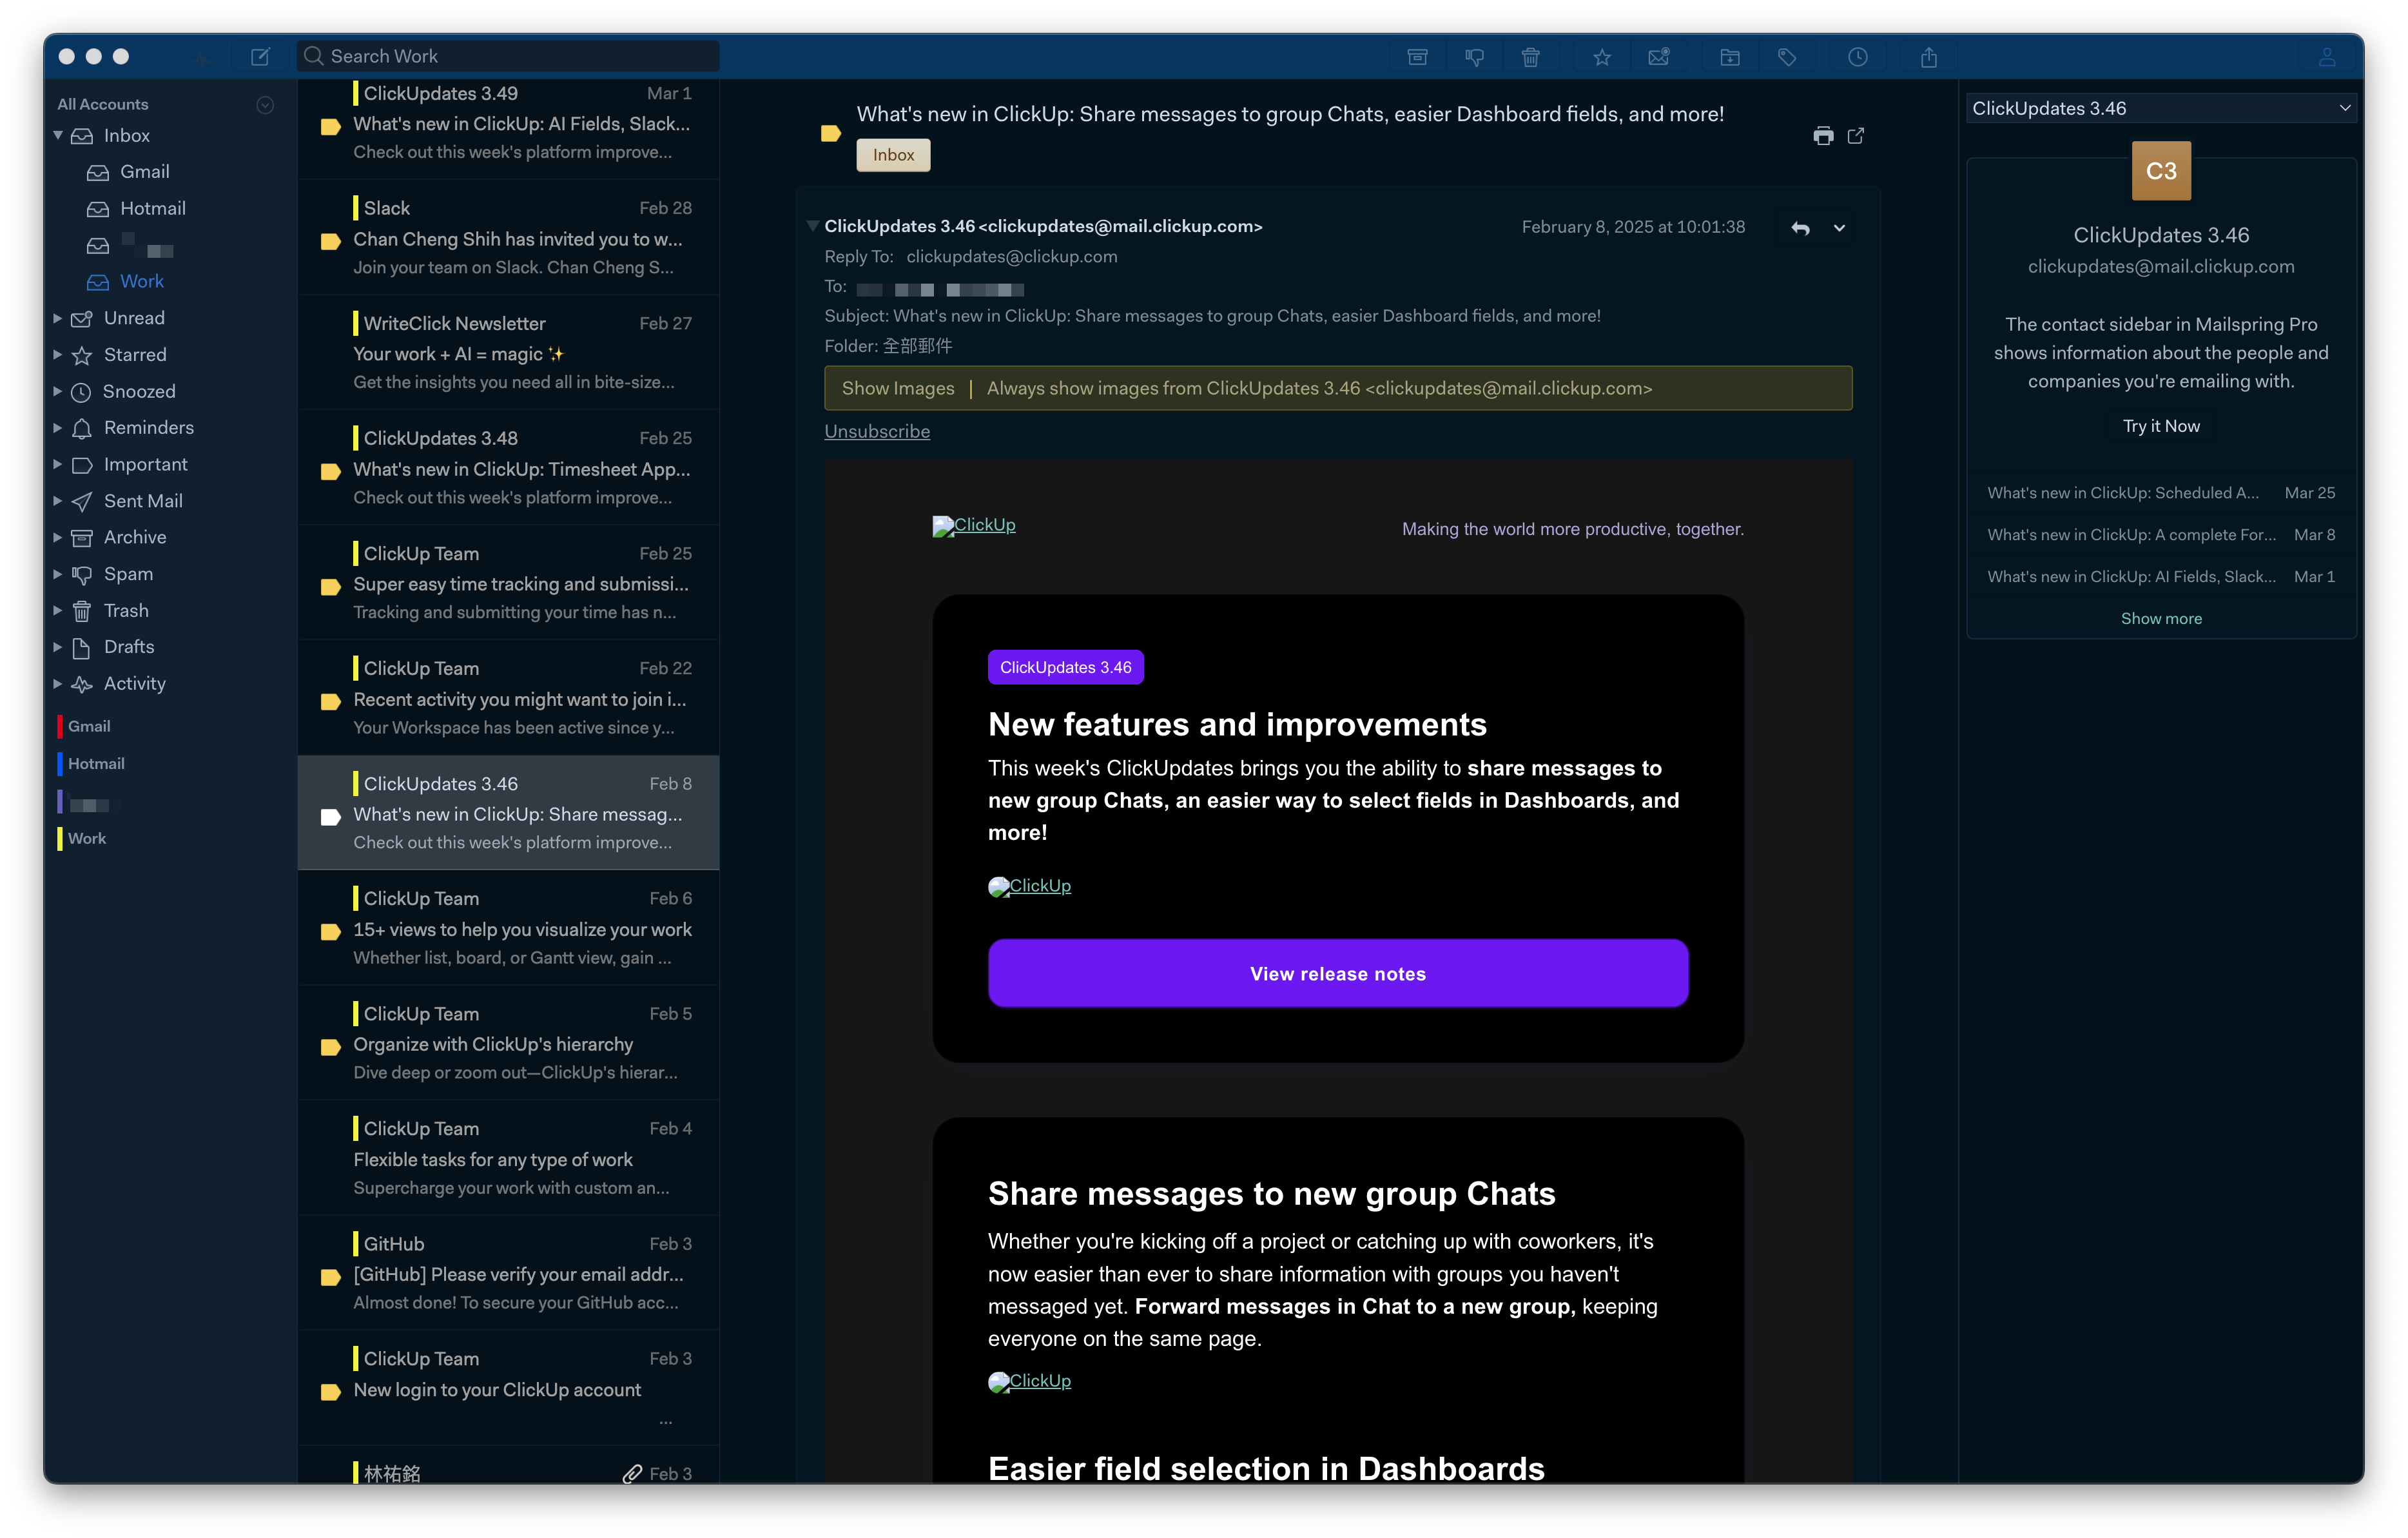 Search Work
All Accounts
Inbox
Gmail
Hotmail
Work
Unread
Starred
Snoozed
Reminders
Important
Sent Mail
Archive
Spam
Trash
Drafts
Activity
Gmail
Hotmail
Work
ClickUpdates 3.49 Mar 1
What's new in ClickUp: AI Fields, Slack...
Check out this week's platform improve...
Slack Feb 28
Chan Cheng Shih has invited you to w...
Join your team on Slack. Chan Cheng S...
WriteClick Newsletter Feb 27
Your work + AI = magic ✨
Get the insights you need all in bite-size...
ClickUpdates 3.48 Feb 25
What's new in ClickUp: Timesheet App...
Check out this week's platform improve...
ClickUp Team Feb 25
Super easy time tracking and submissi...
Tracking and submitting your time has n...
ClickUp Team Feb 22
Recent activity you might want to join i...
Your Workspace has been active since y...
ClickUpdates 3.46 Feb 8
What's new in ClickUp: Share messag...
Check out this week's platform improve...
ClickUp Team Feb 6
15+ views to help you visualize your work
Whether list, board, or Gantt view, gain ...
ClickUp Team Feb 5
Organize with ClickUp's hierarchy
Dive deep or zoom out—ClickUp's hierar...
ClickUp Team Feb 4
Flexible tasks for any type of work
Supercharge your work with custom an...
GitHub Feb 3
[GitHub] Please verify your email addr...
Almost done! To secure your GitHub acc...
ClickUp Team Feb 3
New login to your ClickUp account
...
林祐銘 Feb 3
What's new in ClickUp: Share messages to group Chats, easier Dashboard fields, and more!
Inbox
ClickUpdates 3.46 <clickupdates@mail.clickup.com> February 8, 2025 at 10:01:38
Reply To: clickupdates@clickup.com
To:
Subject: What's new in ClickUp: Share messages to group Chats, easier Dashboard fields, and more!
Folder: 全部郵件
Show Images | Always show images from ClickUpdates 3.46 <clickupdates@mail.clickup.com>
Unsubscribe
ClickUp Making the world more productive, together.
ClickUpdates 3.46
New features and improvements
This week's ClickUpdates brings you the ability to share messages to
new group Chats, an easier way to select fields in Dashboards, and
more!
ClickUp
View release notes
Share messages to new group Chats
Whether you're kicking off a project or catching up with coworkers, it's
now easier than ever to share information with groups you haven't
messaged yet. Forward messages in Chat to a new group, keeping
everyone on the same page.
ClickUp
Easier field selection in Dashboards
ClickUpdates 3.46
C3
ClickUpdates 3.46
clickupdates@mail.clickup.com
The contact sidebar in Mailspring Pro
shows information about the people and
companies you're emailing with.
Try it Now
What's new in ClickUp: Scheduled A... Mar 25
What's new in ClickUp: A complete For... Mar 8
What's new in ClickUp: AI Fields, Slack... Mar 1
Show more